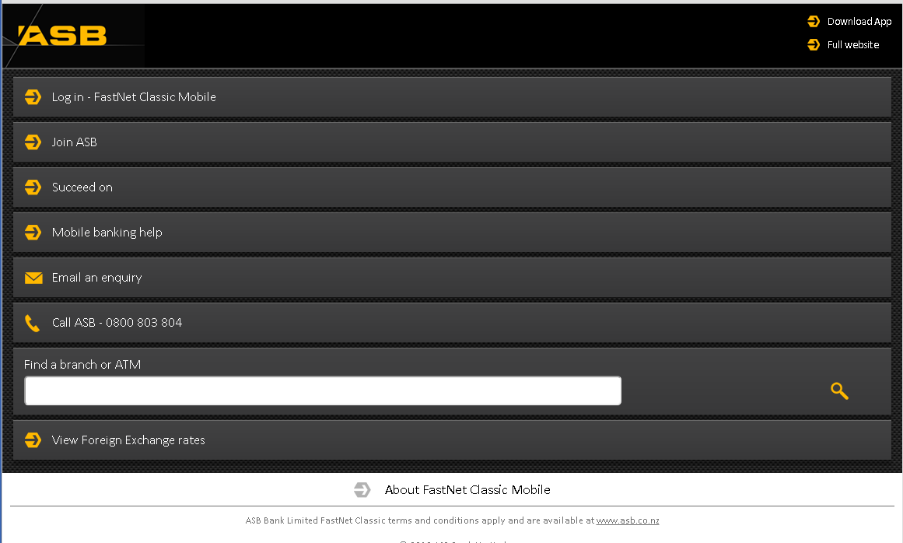 ASB
Download App
Full website
Log in - FastNet Classic Mobile
Join ASB
Succeed on
Mobile banking help
Email an enquiry
Call ASB - 0800 803 804
Find a branch or ATM
View Foreign Exchange rates
About FastNet Classic Mobile
ASB Bank Limited FastNet Classic terms and conditions apply and are available at www.asb.co.nz